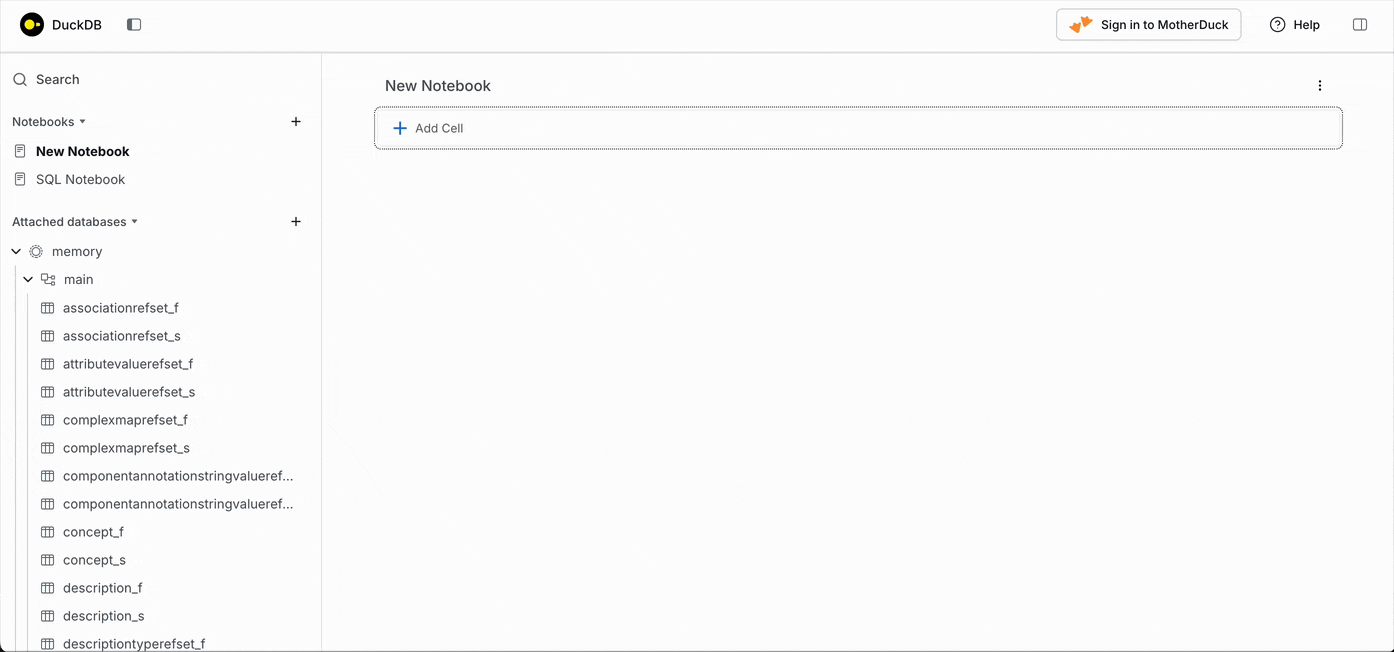 DuckDB
Sign in to MotherDuck
Help
Search
Notebooks
New Notebook
SQL Notebook
Attached databases
memory
main
associationrefset_f
associationrefset_s
attributevaluerefset_f
attributevaluerefset_s
complexmaprefset_f
complexmaprefset_s
componentannotationstringvalueref...
componentannotationstringvalueref...
concept_f
concept_s
description_f
description_s
descriptiontyperefset_f
New Notebook
Add Cell